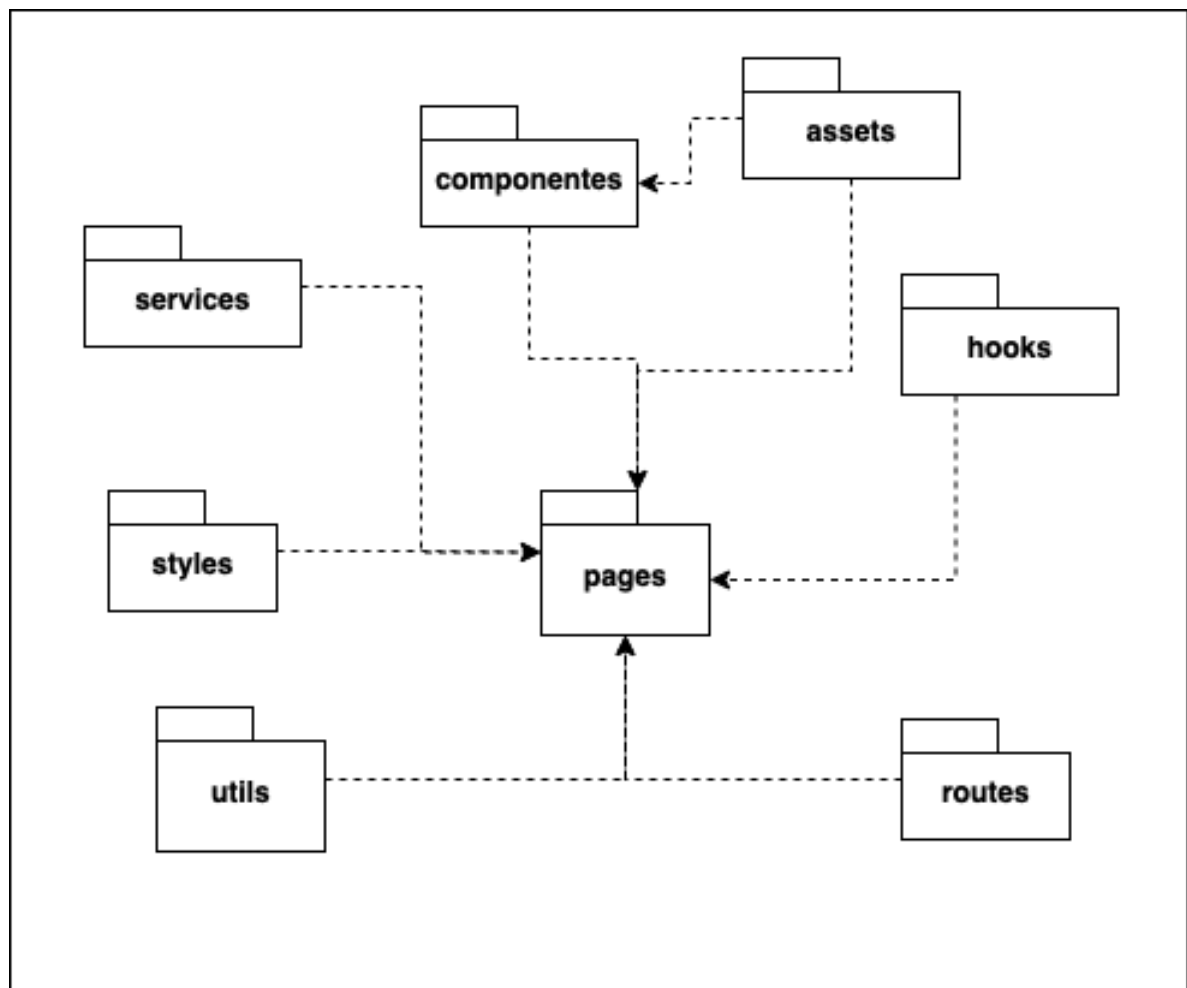 assets
componentes
services
hooks
styles
pages
utils
routes